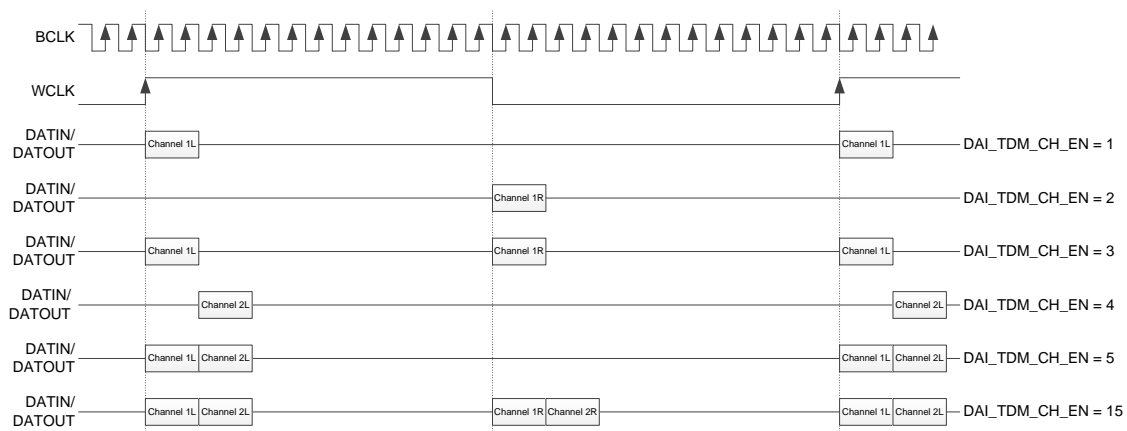 BCLK
WCLK
DATIN/
DATOUT
Channel 1L
Channel 1L
DAI_TDM_CH_EN = 1
DATIN/
DATOUT
Channel 1R
DAI_TDM_CH_EN = 2
DATIN/
DATOUT
Channel 1L
Channel 1R
Channel 1L
DAI_TDM_CH_EN = 3
DATIN/
DATOUT
Channel 2L
Channel 2L
DAI_TDM_CH_EN = 4
DATIN/
DATOUT
Channel 1L
Channel 2L
Channel 1L
Channel 2L
DAI_TDM_CH_EN = 5
DATIN/
DATOUT
Channel 1L
Channel 2L
Channel 1R
Channel 2R
Channel 1L
Channel 2L
DAI_TDM_CH_EN = 15